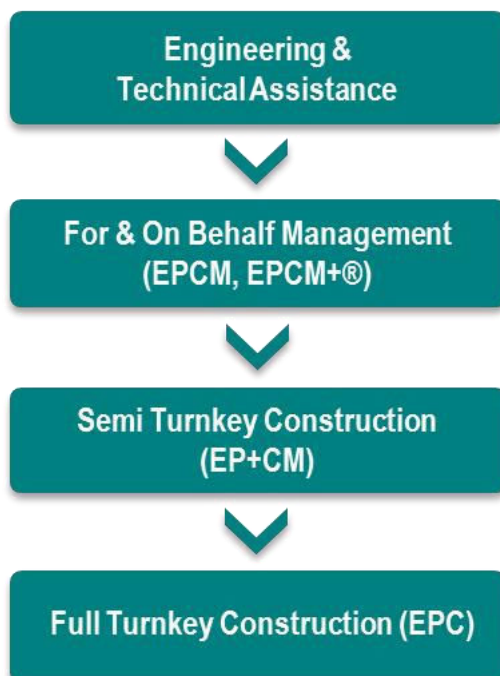 Engineering &
Technical Assistance
For & On Behalf Management
(EPCM, EPCM+®)
Semi Turnkey Construction
(EP+CM)
Full Turnkey Construction (EPC)